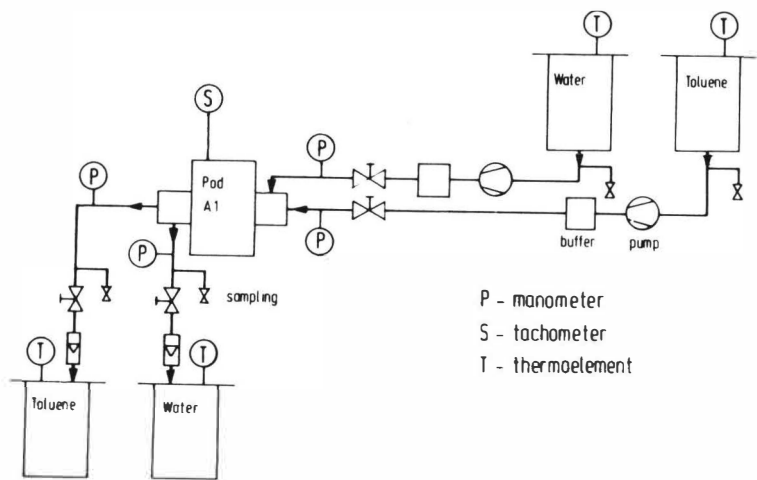 T
T
Water
Toluene
S
P
P
Pod
A1
P
P
buffer
pump
sampling
P - manometer
S - tachometer
T - thermoelement
T
T
Toluene
Water